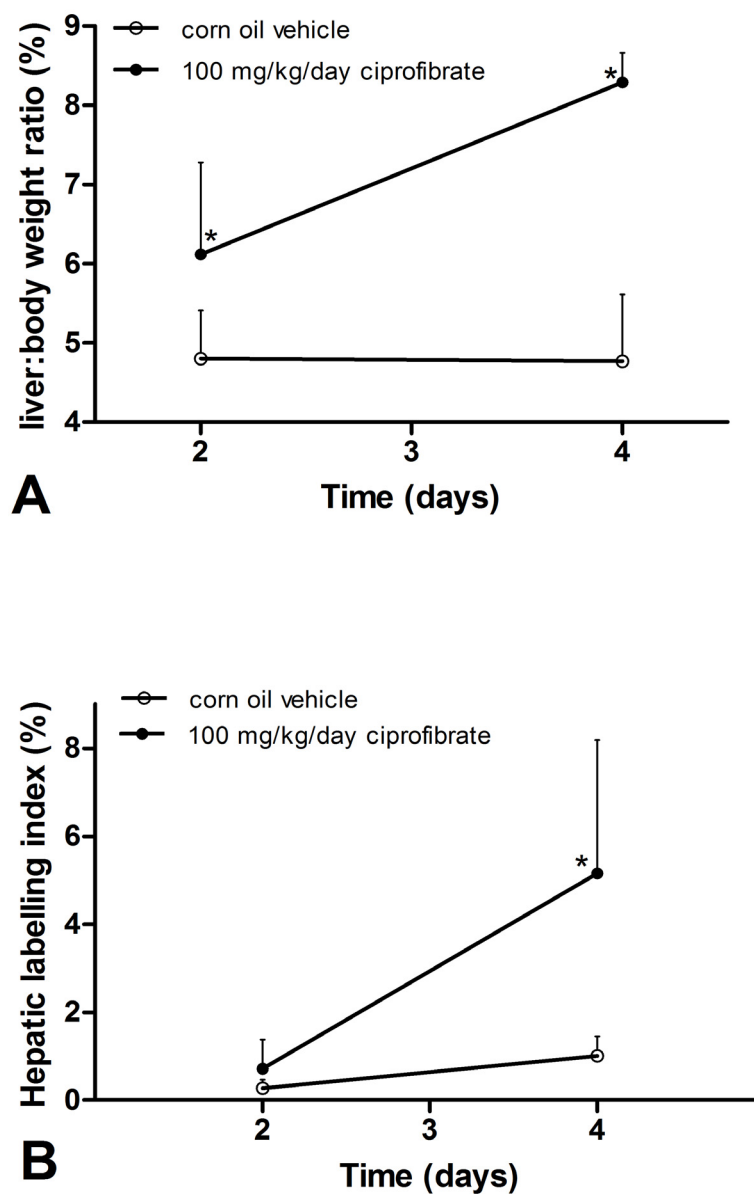 9
corn oil vehicle
100 mg/kg/day ciprofibrate
8
*
7
*
6
5
4
liver:body weight ratio (%)
2
3
4
Time (days)
A
corn oil vehicle
100 mg/kg/day ciprofibrate
8
6
*
4
2
0
Hepatic labelling index (%)
2
3
4
Time (days)
B